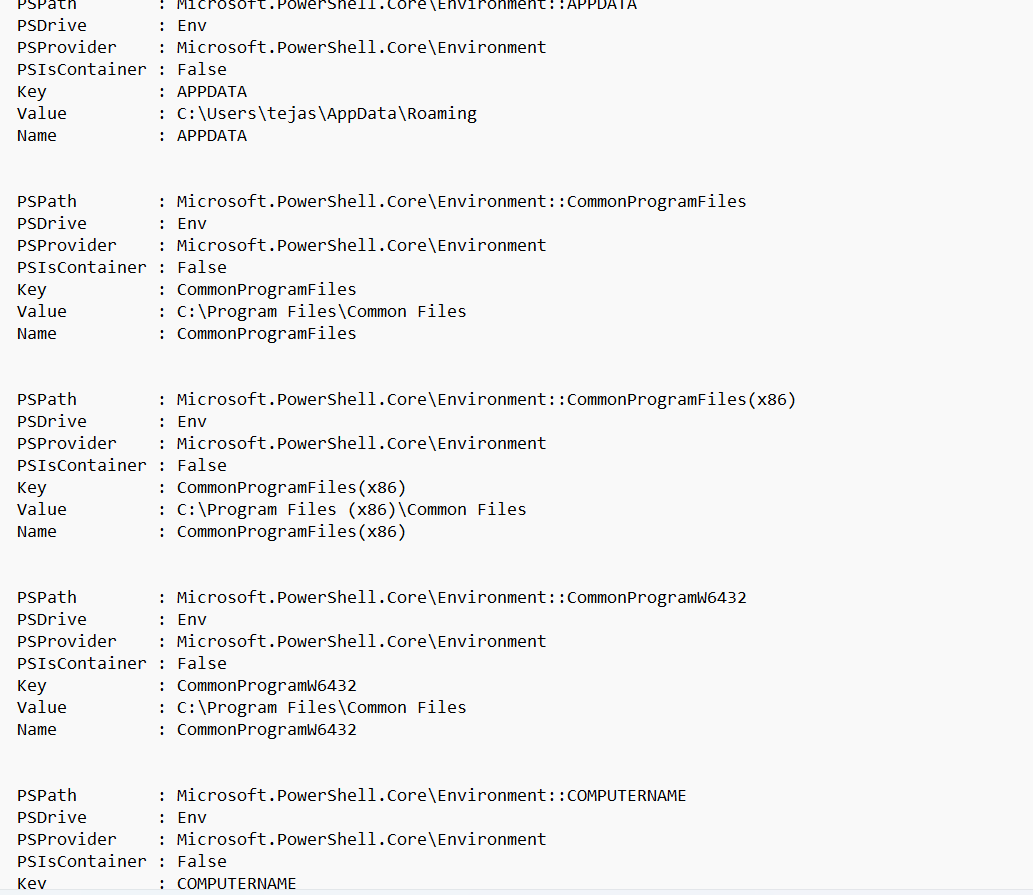 PSPath        : Microsoft.PowerShell.Core\Environment::APPDATA
PSDrive       : Env
PSProvider    : Microsoft.PowerShell.Core\Environment
PSIsContainer : False
Key           : APPDATA
Value         : C:\Users\tejas\AppData\Roaming
Name          : APPDATA
PSPath        : Microsoft.PowerShell.Core\Environment::CommonProgramFiles
PSDrive       : Env
PSProvider    : Microsoft.PowerShell.Core\Environment
PSIsContainer : False
Key           : CommonProgramFiles
Value         : C:\Program Files\Common Files
Name          : CommonProgramFiles
PSPath        : Microsoft.PowerShell.Core\Environment::CommonProgramFiles(x86)
PSDrive       : Env
PSProvider    : Microsoft.PowerShell.Core\Environment
PSIsContainer : False
Key           : CommonProgramFiles(x86)
Value         : C:\Program Files (x86)\Common Files
Name          : CommonProgramFiles(x86)
PSPath        : Microsoft.PowerShell.Core\Environment::CommonProgramW6432
PSDrive       : Env
PSProvider    : Microsoft.PowerShell.Core\Environment
PSIsContainer : False
Key           : CommonProgramW6432
Value         : C:\Program Files\Common Files
Name          : CommonProgramW6432
PSPath        : Microsoft.PowerShell.Core\Environment::COMPUTERNAME
PSDrive       : Env
PSProvider    : Microsoft.PowerShell.Core\Environment
PSIsContainer : False
Key           : COMPUTERNAME